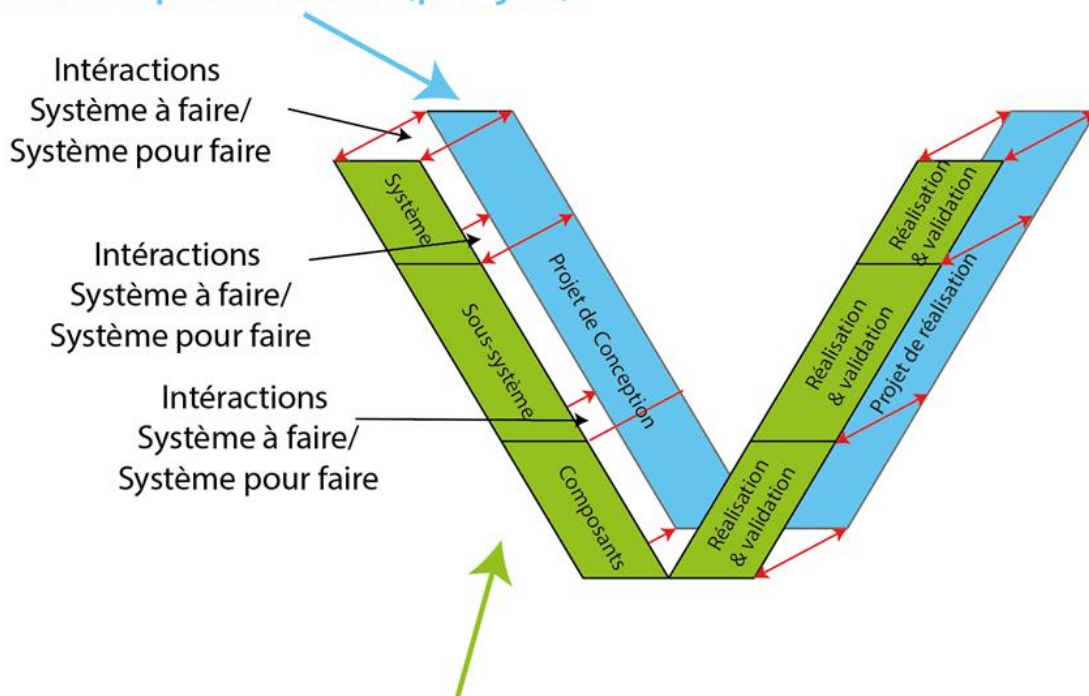 Intéractions
Système à faire/
Système pour faire
Intéractions
Système à faire/
Système pour faire
Intéractions
Système à faire/
Système pour faire
Système
Sous-système
Composants
Projet de Conception
Réalisation
& validation
Réalisation
& validation
Réalisation
& validation
Projet de réalisation